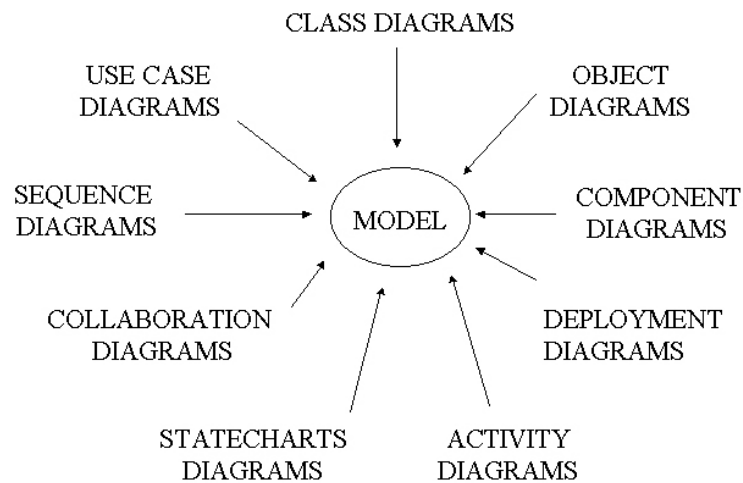 CLASS DIAGRAMS
USE CASE
DIAGRAMS
OBJECT
DIAGRAMS
SEQUENCE
DIAGRAMS
MODEL
COMPONENT
DIAGRAMS
COLLABORATION
DIAGRAMS
DEPLOYMENT
DIAGRAMS
STATECHARTS
DIAGRAMS
ACTIVITY
DIAGRAMS